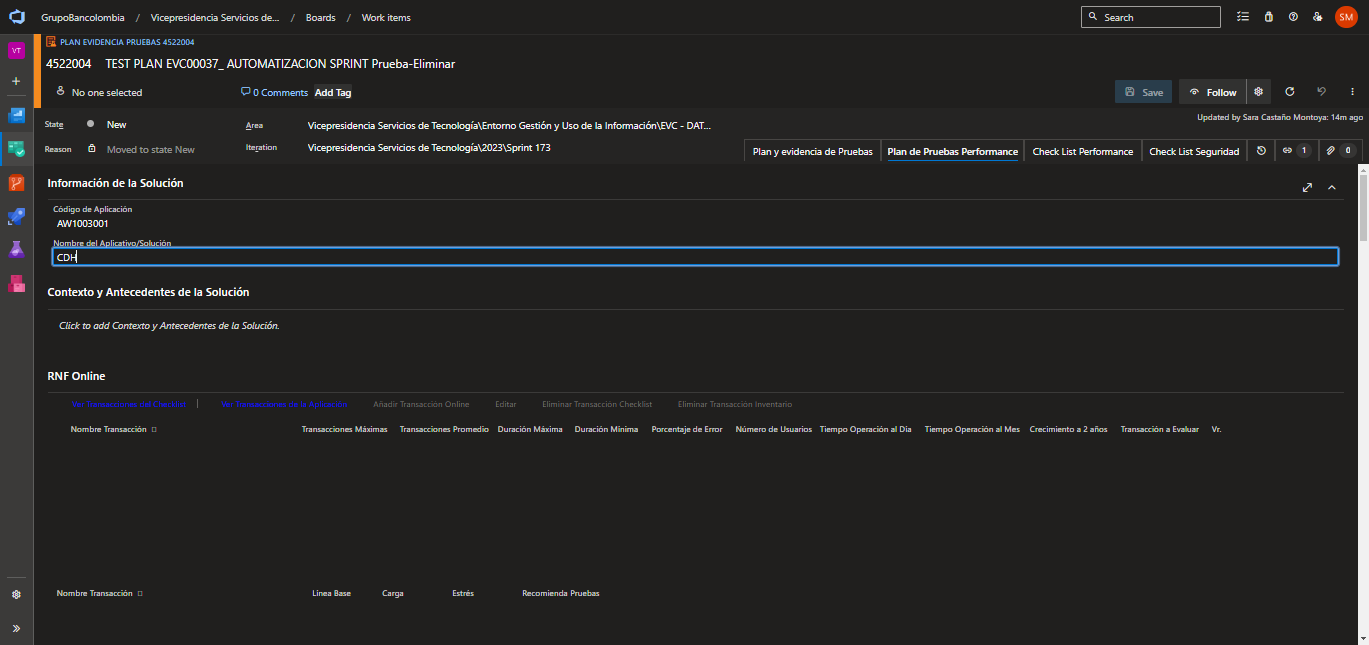 GrupoBancolombia / Vicepresidencia Servicios de... / Boards / Work items
Search
SM
VT
PLAN EVIDENCIA PRUEBAS 4522004
4522004 TEST PLAN EVC00037_ AUTOMATIZACION SPRINT Prueba-Eliminar
No one selected
0 Comments
Add Tag
Save
Follow
Updated by Sara Castaño Montoya: 14m ago
State New
Area Vicepresidencia Servicios de Tecnología\Entorno Gestión y Uso de la Información\EVC - DAT...
Reason Moved to state New
Iteration Vicepresidencia Servicios de Tecnología\2023\Sprint 173
Plan y evidencia de Pruebas
Plan de Pruebas Performance
Check List Performance
Check List Seguridad
1
0
Información de la Solución
Código de Aplicación
AW1003001
Nombre del Aplicativo/Solución
CDH
Contexto y Antecedentes de la Solución
Click to add Contexto y Antecedentes de la Solución.
RNF Online
Ver Transacciones del Checklist | Ver Transacciones de la Aplicación Añadir Transacción Online Editar Eliminar Transacción Checklist Eliminar Transacción Inventario
Nombre Transacción Transacciones Máximas Transacciones Promedio Duración Máxima Duración Mínima Porcentaje de Error Número de Usuarios Tiempo Operación al Día Tiempo Operación al Mes Crecimiento a 2 años Transacción a Evaluar Vr.
Nombre Transacción Línea Base Carga Estrés Recomienda Pruebas